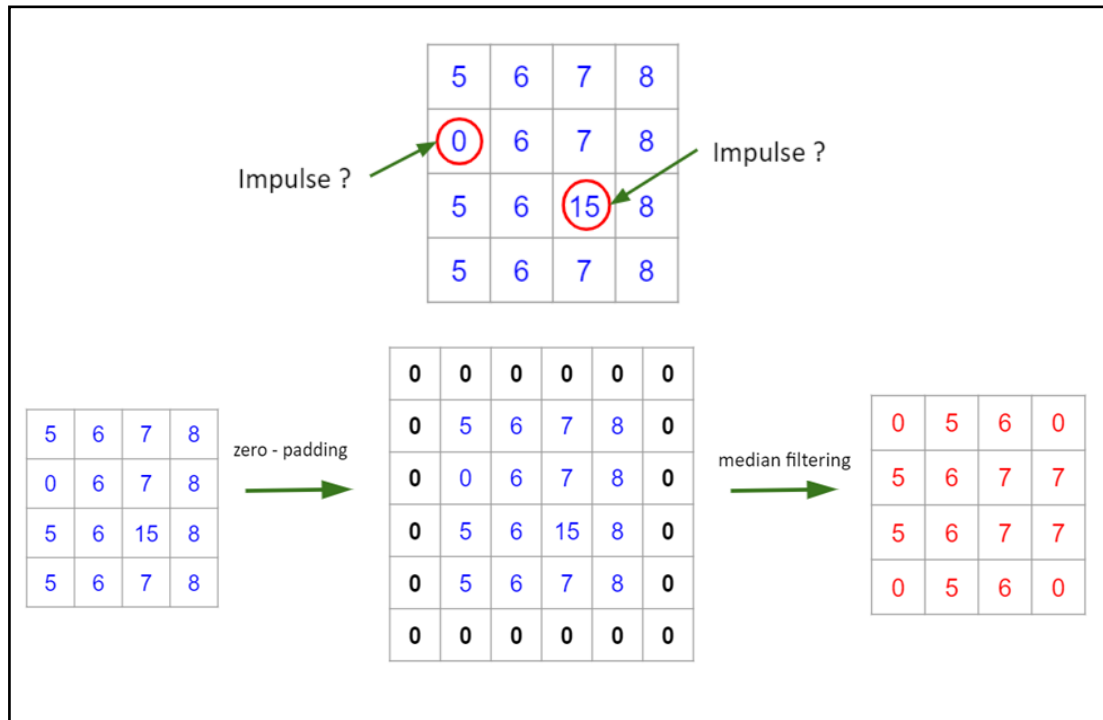 5 6 7 8
0 6 7 8
Impulse ?
Impulse ?
5 6 15 8
5 6 7 8
5 6 7 8
0 6 7 8
5 6 15 8
5 6 7 8
zero - padding
0 0 0 0 0 0
0 5 6 7 8 0
0 0 6 7 8 0
0 5 6 15 8 0
0 5 6 7 8 0
0 0 0 0 0 0
median filtering
0 5 6 0
5 6 7 7
5 6 7 7
0 5 6 0